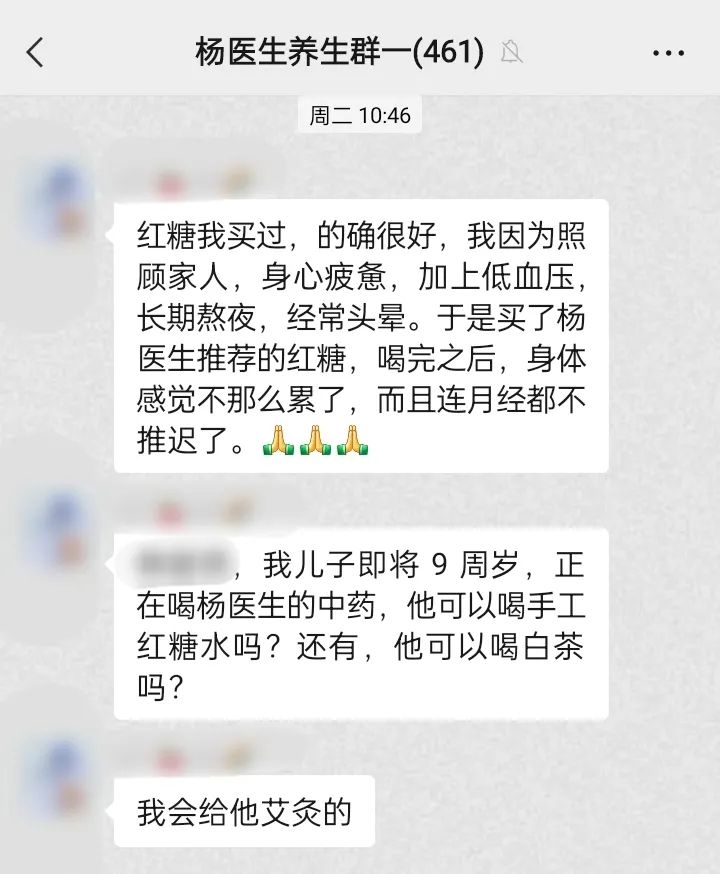 杨医生养生群一(461)
周二 10:46
红糖我买过，的确很好，我因为照
顾家人，身心疲惫，加上低血压，
长期熬夜，经常头晕。于是买了杨
医生推荐的红糖，喝完之后，身体
感觉不那么累了，而且连月经都不
推迟了。🙏🙏🙏
，我儿子即将 9 周岁，正
在喝杨医生的中药，他可以喝手工
红糖水吗？还有，他可以喝白茶
吗？
我会给他艾灸的